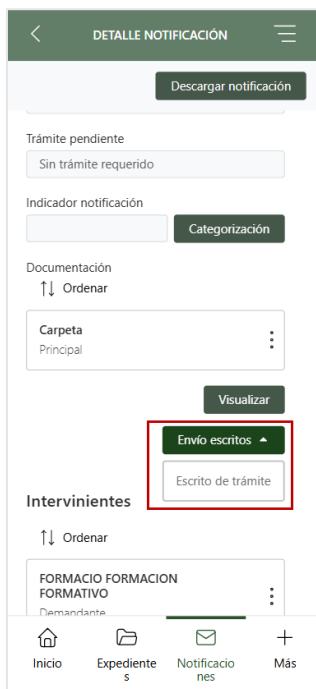 DETALLE NOTIFICACIÓN
Descargar notificación
Trámite pendiente
Sin trámite requerido
Indicador notificación
Categorización
Documentación
Ordenar
Carpeta
Principal
Visualizar
Envío escritos
Escrito de trámite
Intervinientes
Ordenar
FORMACIO FORMACION
FORMATIVO
Demandante
Inicio
Expediente
s
Notificacio
nes
Más